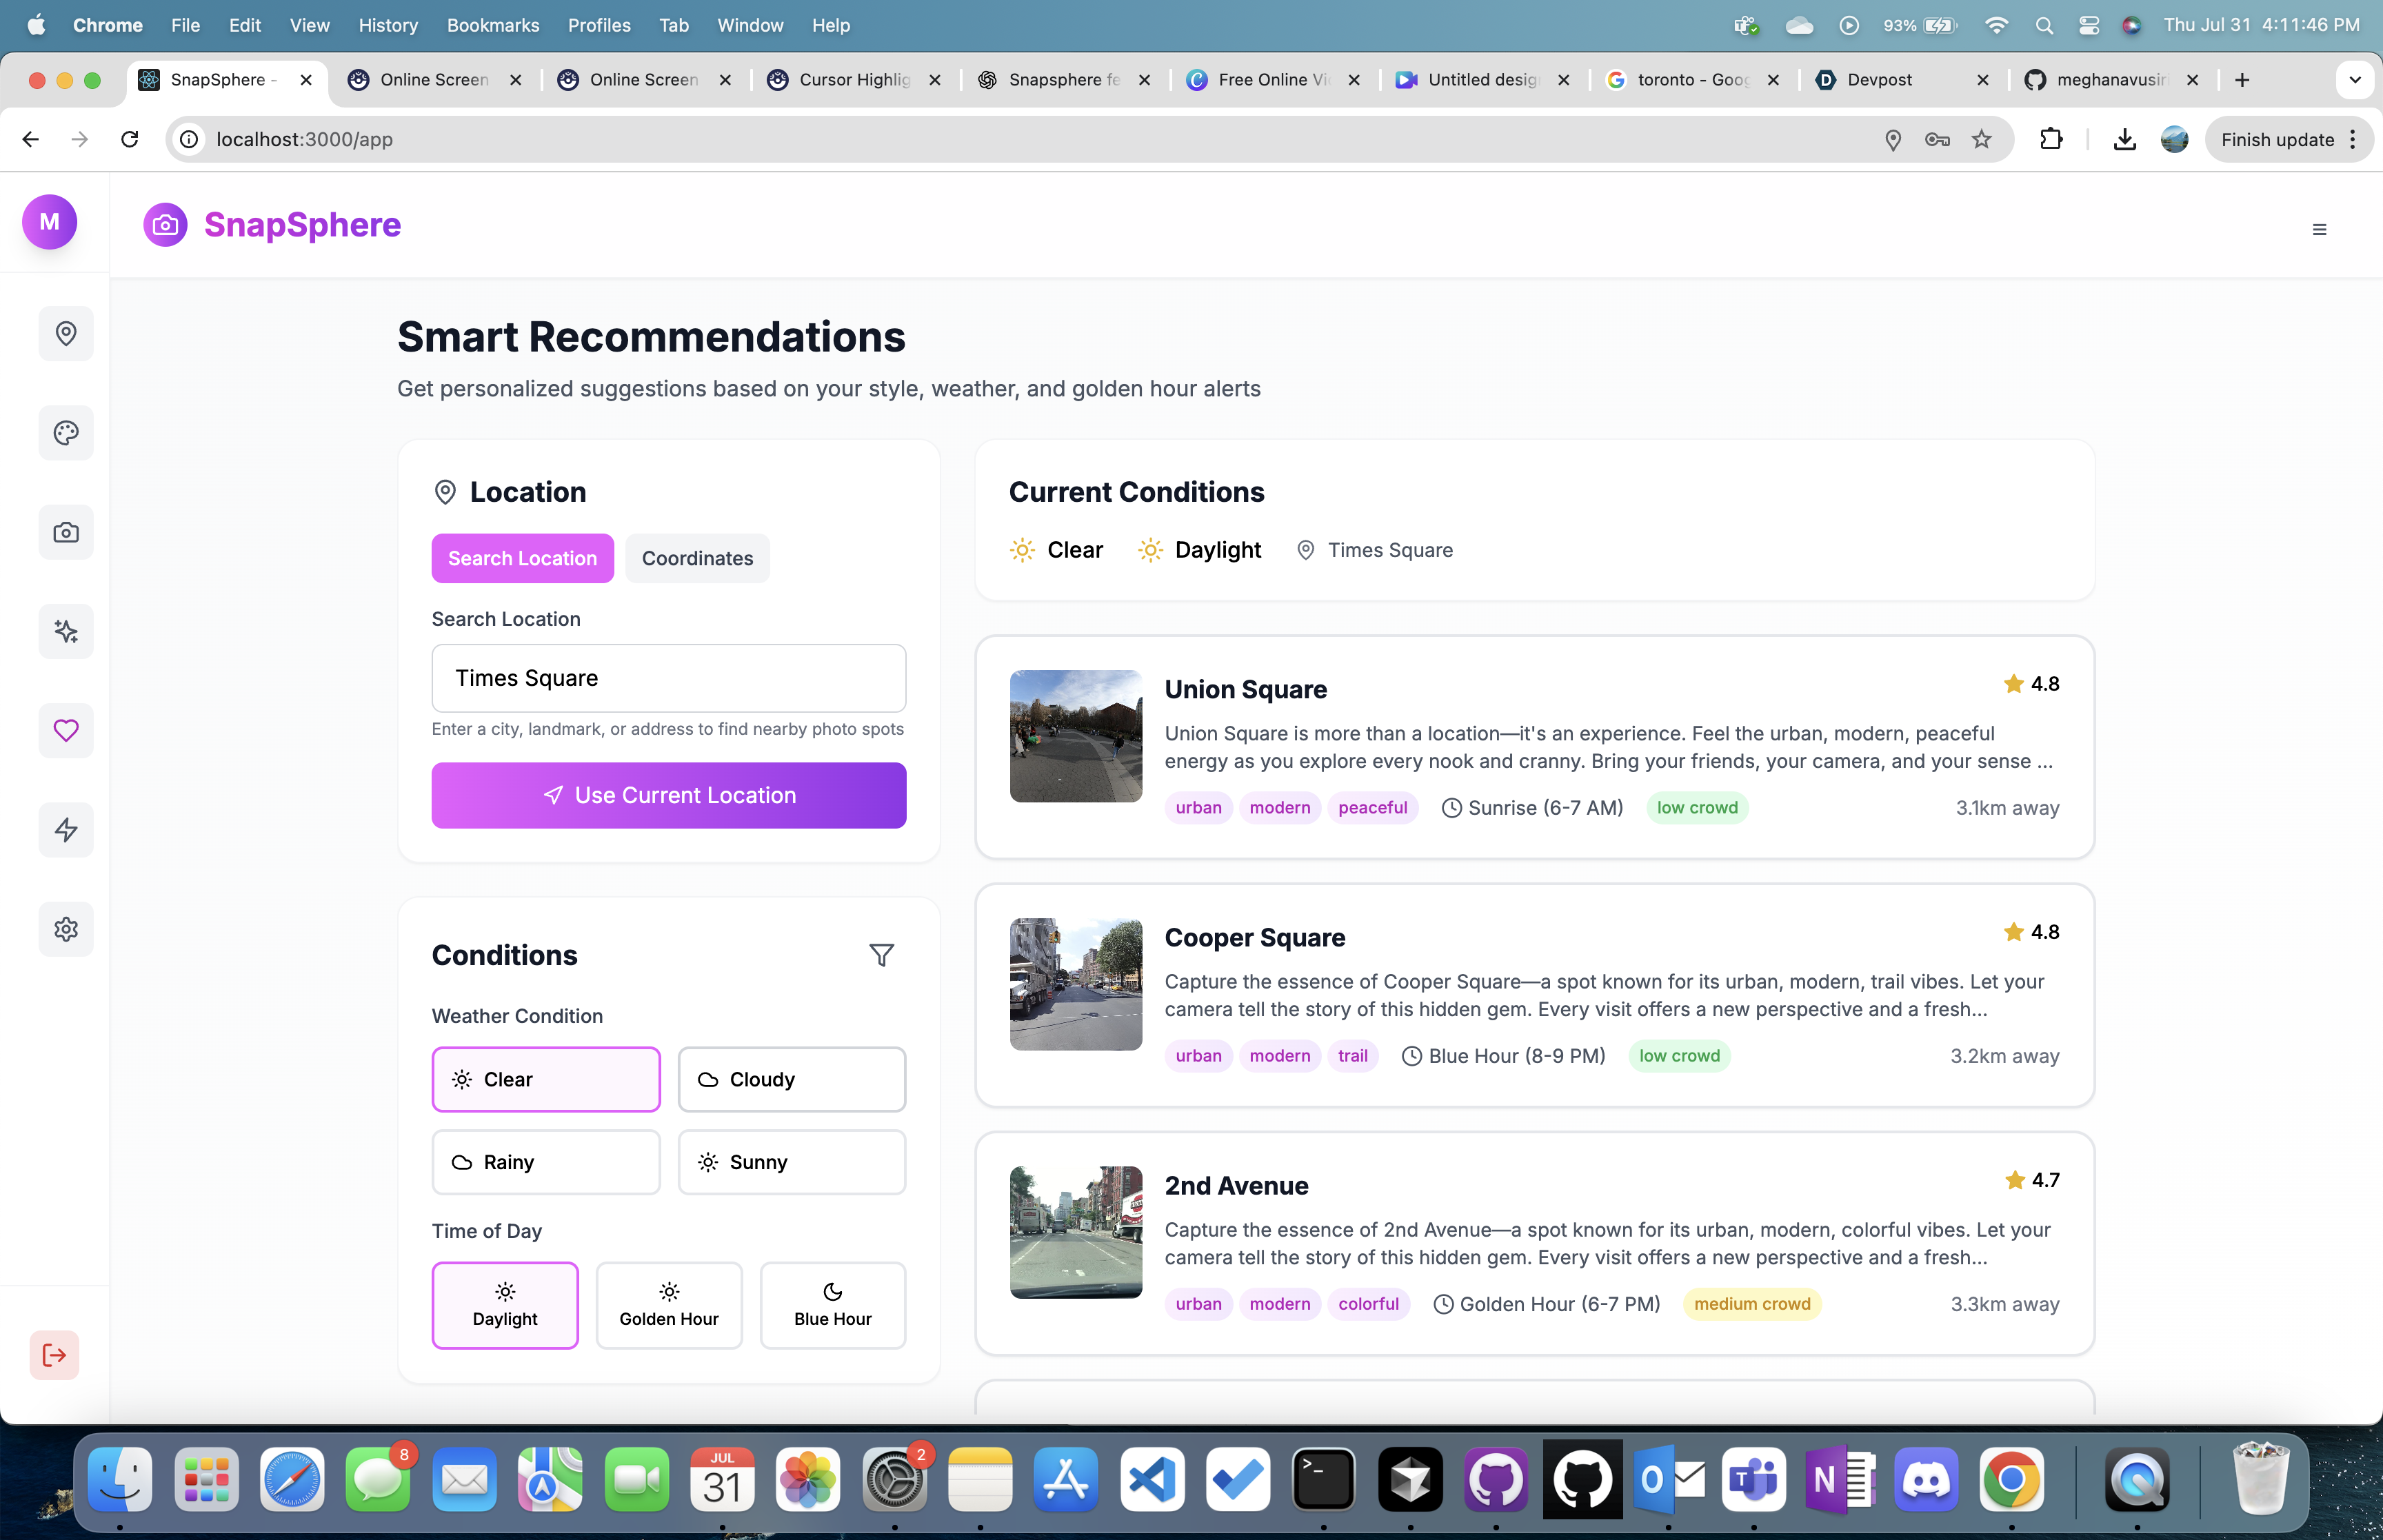 Chrome File Edit View History Bookmarks Profiles Tab Window Help 93% Thu Jul 31 4:11:46 PM
SnapSphere - Online Screen Online Screen Cursor Highlig Snapsphere fe Free Online Vi Untitled desig toronto - Goog Devpost meghanavusiri
localhost:3000/app Finish update
M SnapSphere
Smart Recommendations
Get personalized suggestions based on your style, weather, and golden hour alerts
Location
Search Location Coordinates
Search Location
Times Square
Enter a city, landmark, or address to find nearby photo spots
Use Current Location
Conditions
Weather Condition
Clear Cloudy
Rainy Sunny
Time of Day
Daylight Golden Hour Blue Hour
Current Conditions
Clear Daylight Times Square
Union Square 4.8
Union Square is more than a location—it's an experience. Feel the urban, modern, peaceful
energy as you explore every nook and cranny. Bring your friends, your camera, and your sense ...
urban modern peaceful Sunrise (6-7 AM) low crowd 3.1km away
Cooper Square 4.8
Capture the essence of Cooper Square—a spot known for its urban, modern, trail vibes. Let your
camera tell the story of this hidden gem. Every visit offers a new perspective and a fresh...
urban modern trail Blue Hour (8-9 PM) low crowd 3.2km away
2nd Avenue 4.7
Capture the essence of 2nd Avenue—a spot known for its urban, modern, colorful vibes. Let your
camera tell the story of this hidden gem. Every visit offers a new perspective and a fresh...
urban modern colorful Golden Hour (6-7 PM) medium crowd 3.3km away
8 JUL 31 2